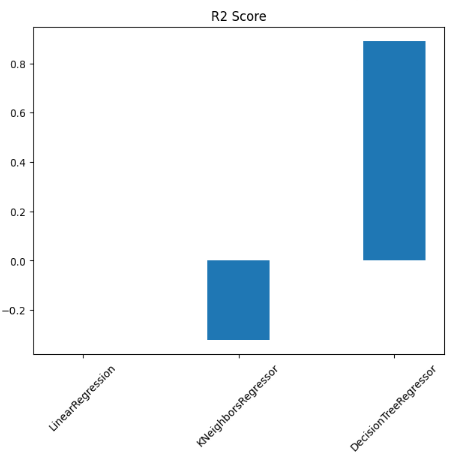 R2 Score
0.8
0.6
0.4
0.2
0.0
−0.2
LinearRegression
KNeighborsRegressor
DecisionTreeRegressor